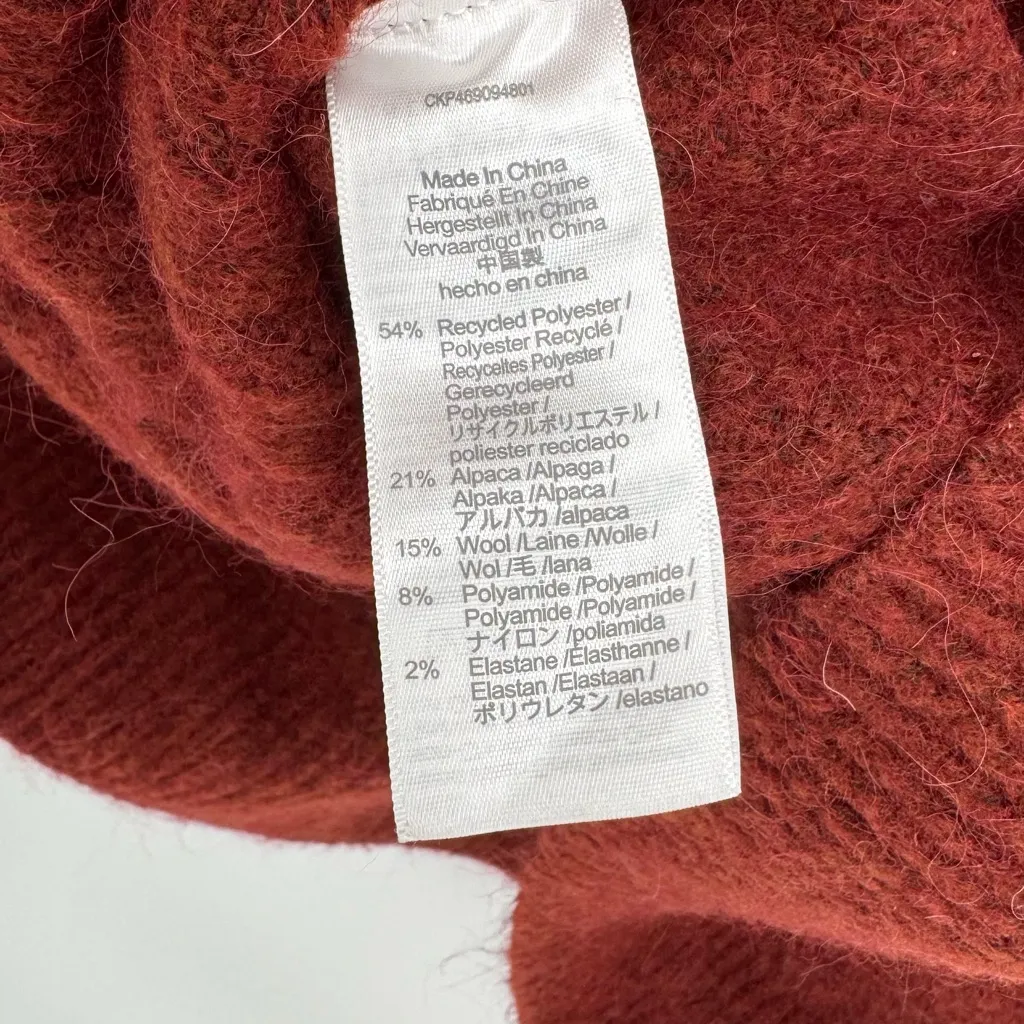 CKP469094801
Made In China
Fabriqué En Chine
Hergestellt In China
Vervaardigd In China
中国製
hecho en china
54% Recycled Polyester /
Polyester Recyclé /
Recyceltes Polyester /
Gerecycleerd
Polyester /
リサイクルポリエステル /
poliester reciclado
21% Alpaca /Alpaga /
Alpaka /Alpaca /
アルパカ /alpaca
15% Wool /Laine /Wolle /
Wol /毛 /lana
8% Polyamide /Polyamide /
Polyamide /Polyamide /
ナイロン /poliamida
2% Elastane /Elasthanne /
Elastan /Elastaan /
ポリウレタン /elastano